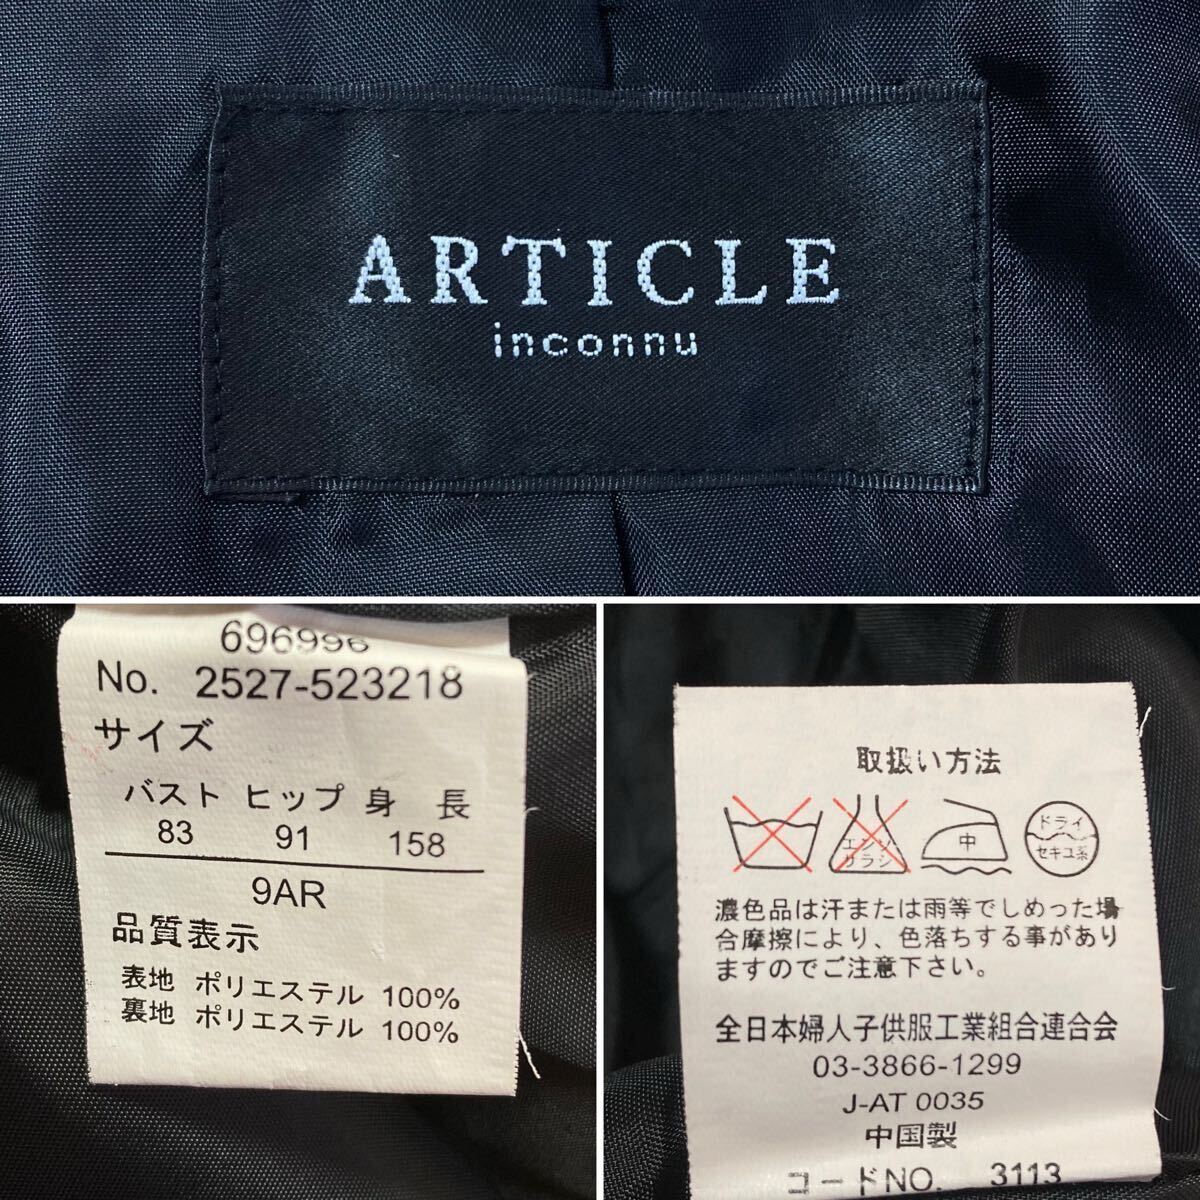 ARTICLE
inconnu
696996
No. 2527-523218
サイズ
バスト ヒップ 身 長
83 91 158
9AR
品質表示
表地 ポリエステル 100%
裏地 ポリエステル 100%
取扱い方法
エンソ
サラシ
中
ドライ
セキユ系
濃色品は汗または雨等でしめった場
合摩擦により、色落ちする事があり
ますのでご注意下さい。
全日本婦人子供服工業組合連合会
03-3866-1299
J-AT 0035
中国製
コードNO. 3113